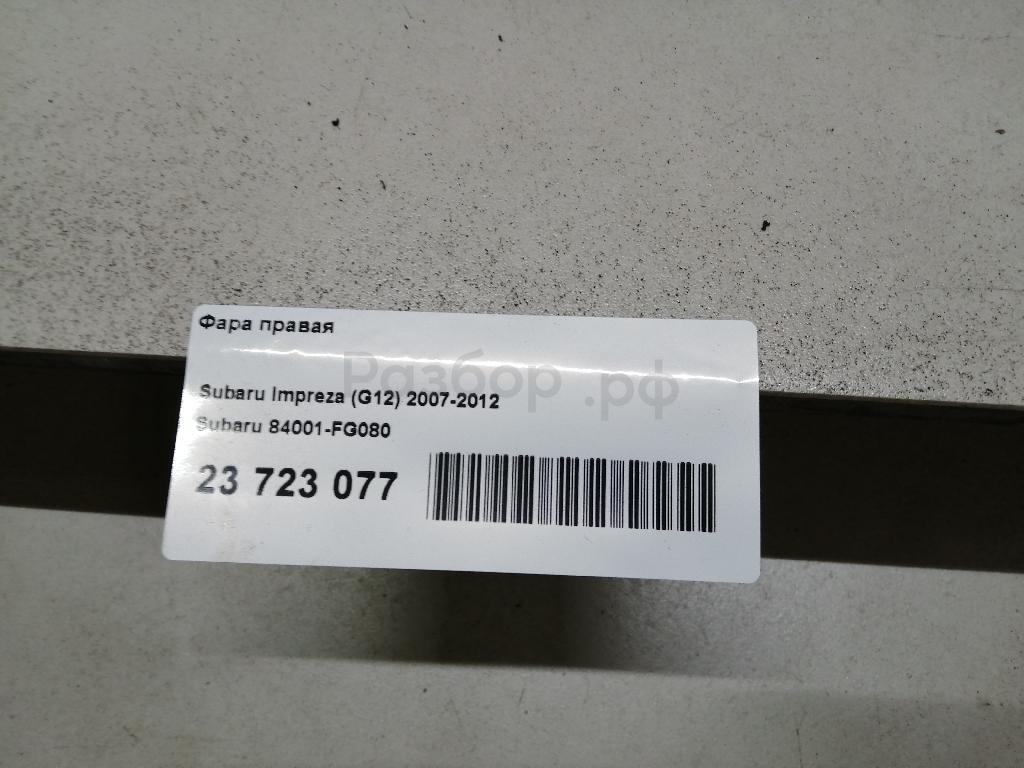 Фара правая
Разбор.рф
Subaru Impreza (G12) 2007-2012
Subaru 84001-FG080
23 723 077